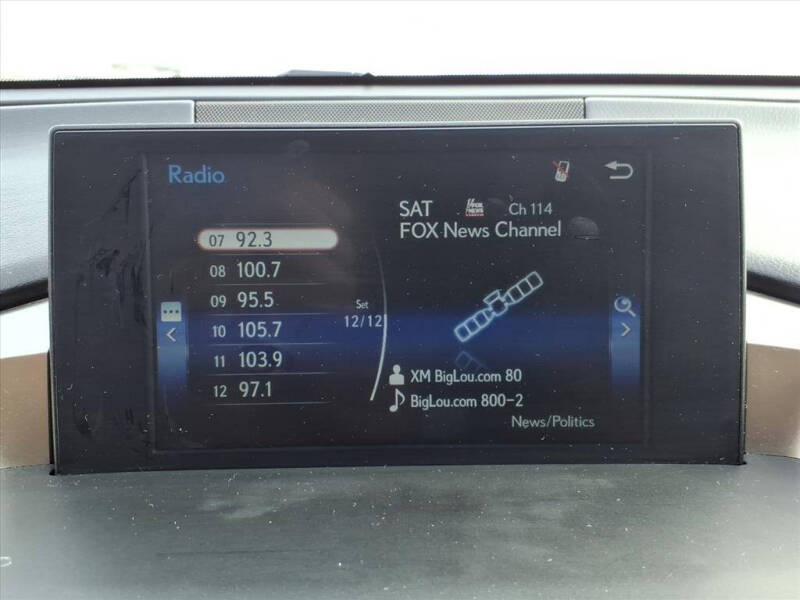 Radio
07 92.3
08 100.7
09 95.5
10 105.7
11 103.9
12 97.1
Set
12/12
SAT FOX NEWS Ch 114
FOX News Channel
XM BigLou.com 80
BigLou.com 800-2
News/Politics